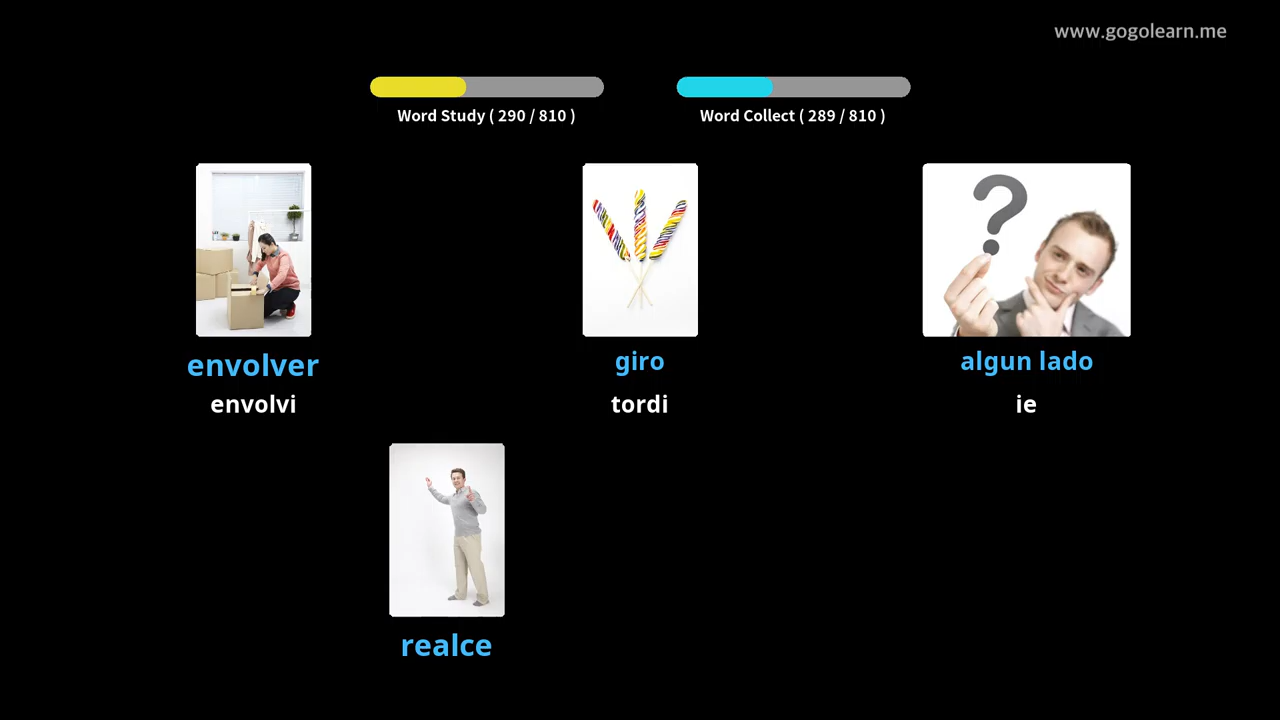 www.gogolearn.me
Word Study ( 290 / 810 )
Word Collect ( 289 / 810 )
envolver
envolvi
giro
tordi
algun lado
ie
realce